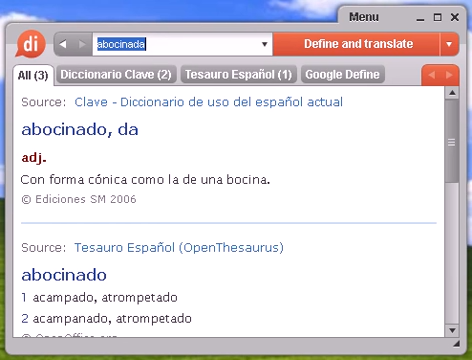 Menu
di
abocinada
Define and translate
All (3)
Diccionario Clave (2)
Tesauro Español (1)
Google Define
Source: Clave - Diccionario de uso del español actual
abocinado, da
adj.
Con forma cónica como la de una bocina.
© Ediciones SM 2006
Source: Tesauro Español (OpenThesaurus)
abocinado
1 acampado, atrompetado
2 acampanado, atrompetado
© OpenOffice.org